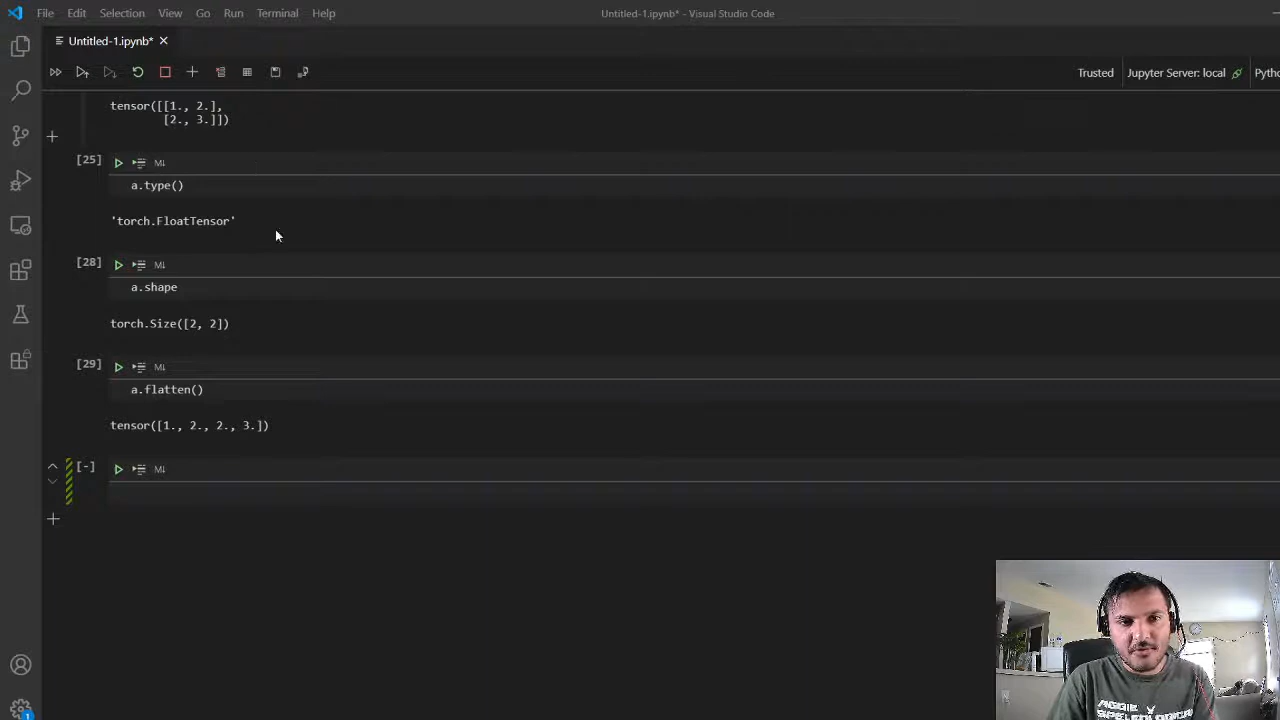 File Edit Selection View Go Run Terminal Help
Untitled-1.ipynb* - Visual Studio Code
Untitled-1.ipynb*
Trusted
Jupyter Server: local
tensor([[1., 2.],
[2., 3.]])
[25]
M↓
a.type()
'torch.FloatTensor'
[28]
M↓
a.shape
torch.Size([2, 2])
[29]
M↓
a.flatten()
tensor([1., 2., 2., 3.])
[-]
M↓
AGGIE
1